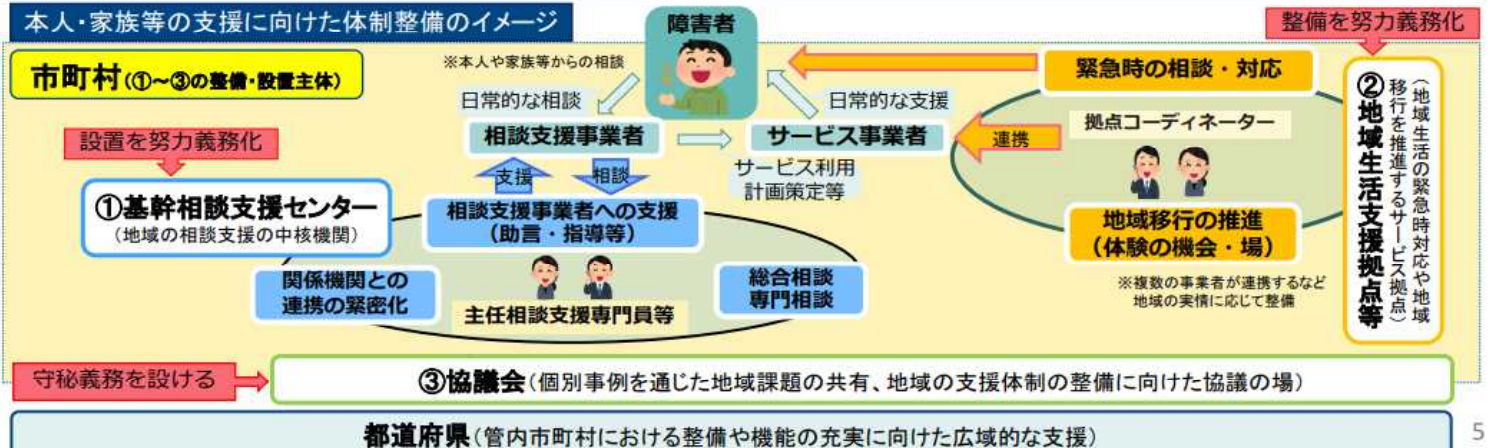 本人・家族等の支援に向けた体制整備のイメージ
障害者
整備を努力義務化
市町村(①～③の整備・設置主体)
※本人や家族等からの相談
緊急時の相談・対応
日常的な相談
日常的な支援
相談支援事業者
サービス事業者
連携
拠点コーディネーター
設置を努力義務化
支援
相談
サービス利用
計画策定等
①基幹相談支援センター
(地域の相談支援の中核機関)
相談支援事業者への支援
(助言・指導等)
地域移行の推進
(体験の機会・場)
②地域生活支援拠点等
(地域生活の緊急時対応や地域
移行を推進するサービス拠点)
関係機関との
連携の緊密化
総合相談
専門相談
主任相談支援専門員等
※複数の事業者が連携するなど
地域の実情に応じて整備
守秘義務を設ける
③協議会(個別事例を通じた地域課題の共有、地域の支援体制の整備に向けた協議の場)
都道府県(管内市町村における整備や機能の充実に向けた広域的な支援)
5